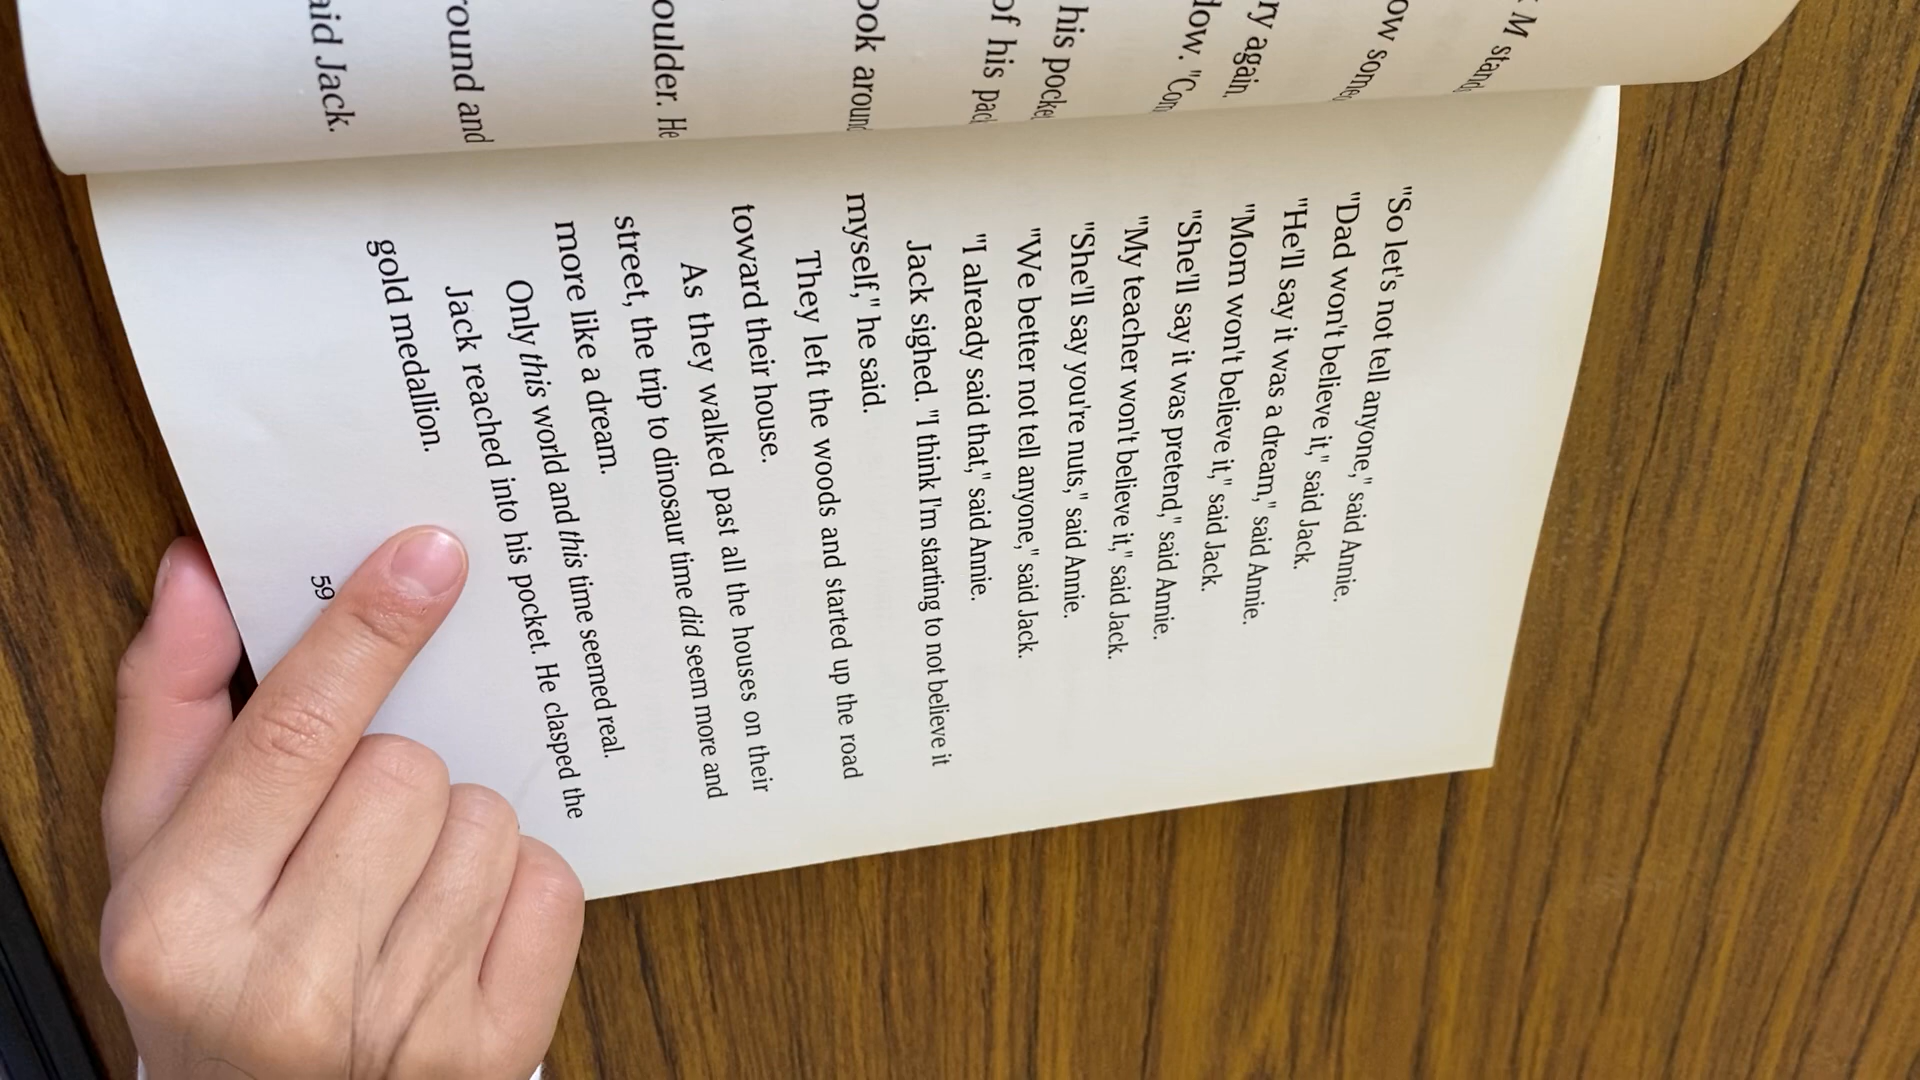 M
ow
ry again,
low.
his
of his
ook
oulder. He
round and
aid Jack.
"So let's not tell anyone," said Annie.
"Dad won't believe it," said Jack.
"He'll say it was a dream," said Annie.
"Mom won't believe it," said Jack.
"She'll say it was pretend," said Annie.
"My teacher won't believe it," said Jack.
"She'll say you're nuts," said Annie.
"We better not tell anyone," said Jack.
"I already said that," said Annie.
Jack sighed. "I think I'm starting to not believe it
myself," he said.
They left the woods and started up the road
toward their house.
As they walked past all the houses on their
street, the trip to dinosaur time did seem more and
more like a dream.
Only this world and this time seemed real.
Jack reached into his pocket. He clasped the
gold medallion.
59